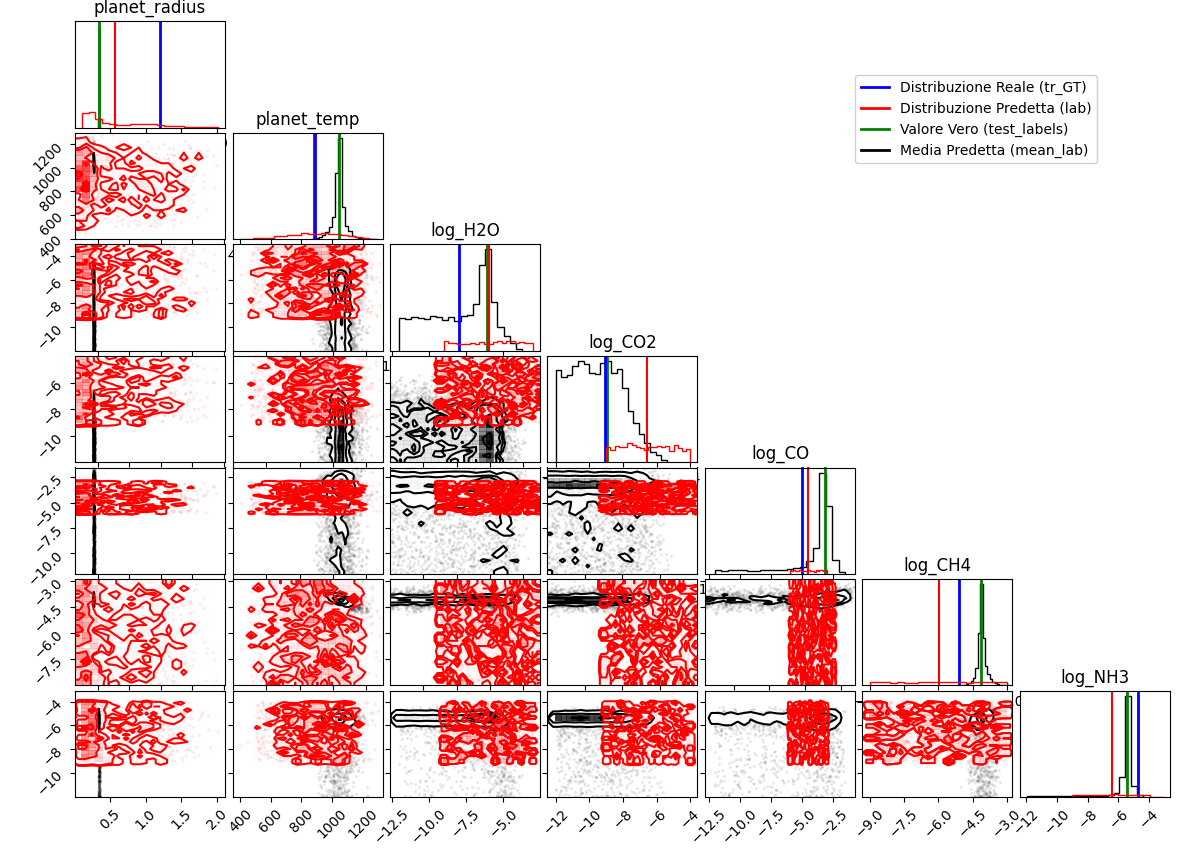 planet_radius
planet_temp
Distribuzione Reale (tr_GT)
Distribuzione Predetta (lab)
Valore Vero (test_labels)
Media Predetta (mean_lab)
1200
1000
800
600
400
log_H2O
−4
−6
−8
−10
log_CO2
−6
−8
−10
log_CO
−2.5
−5.0
−7.5
−10.0
log_CH4
−3.0
−4.5
−6.0
−7.5
log_NH3
−4
−6
−8
−10
0.5 1.0 1.5 2.0 400 600 800 1000 1200 −12.5 −10.0 −7.5 −5.0 −12 −10 −8 −6 −4 −12.5 −10.0 −7.5 −5.0 −2.5 −9.0 −7.5 −6.0 −4.5 −3.0 −12 −10 −8 −6 −4